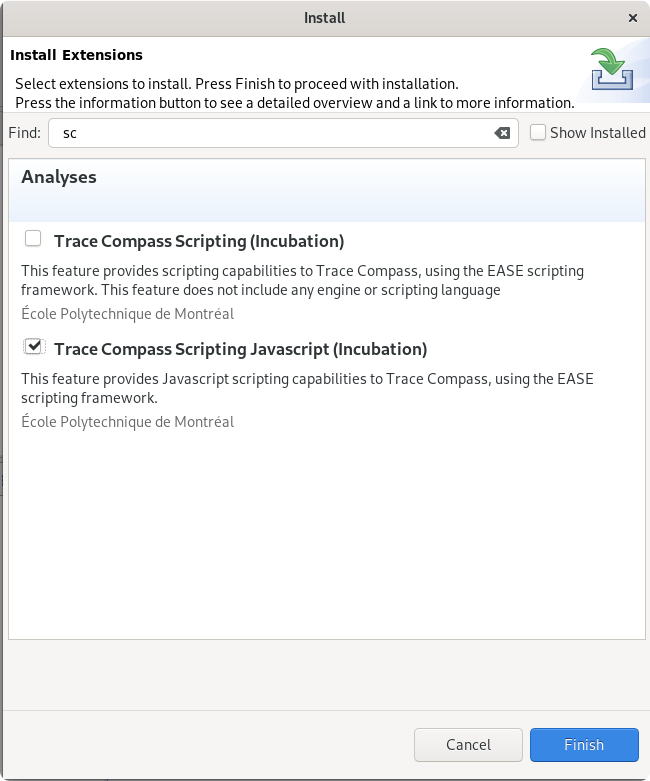 Install
Install Extensions
Select extensions to install. Press Finish to proceed with installation.
Press the information button to see a detailed overview and a link to more information.
Find: sc Show Installed
Analyses
Trace Compass Scripting (Incubation)
This feature provides scripting capabilities to Trace Compass, using the EASE scripting
framework. This feature does not include any engine or scripting language
École Polytechnique de Montréal
Trace Compass Scripting Javascript (Incubation)
This feature provides Javascript scripting capabilities to Trace Compass, using the EASE
scripting framework.
École Polytechnique de Montréal
Cancel Finish